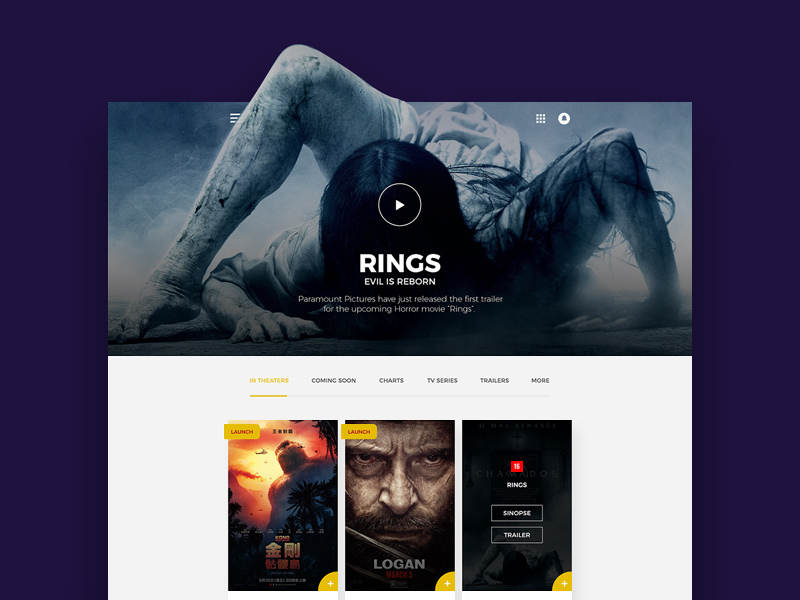 RINGS
EVIL IS REBORN
Paramount Pictures have just released the first trailer
for the upcoming Horror movie "Rings".
IN THEATERS
COMING SOON
CHARTS
TV SERIES
TRAILERS
MORE
LAUNCH
王者對戰
KONG
金剛
骷髏島
LAUNCH
LOGAN
MARCH 3
O MAL RENASCE
CHAMADOS
16
RINGS
SINOPSE
TRAILER